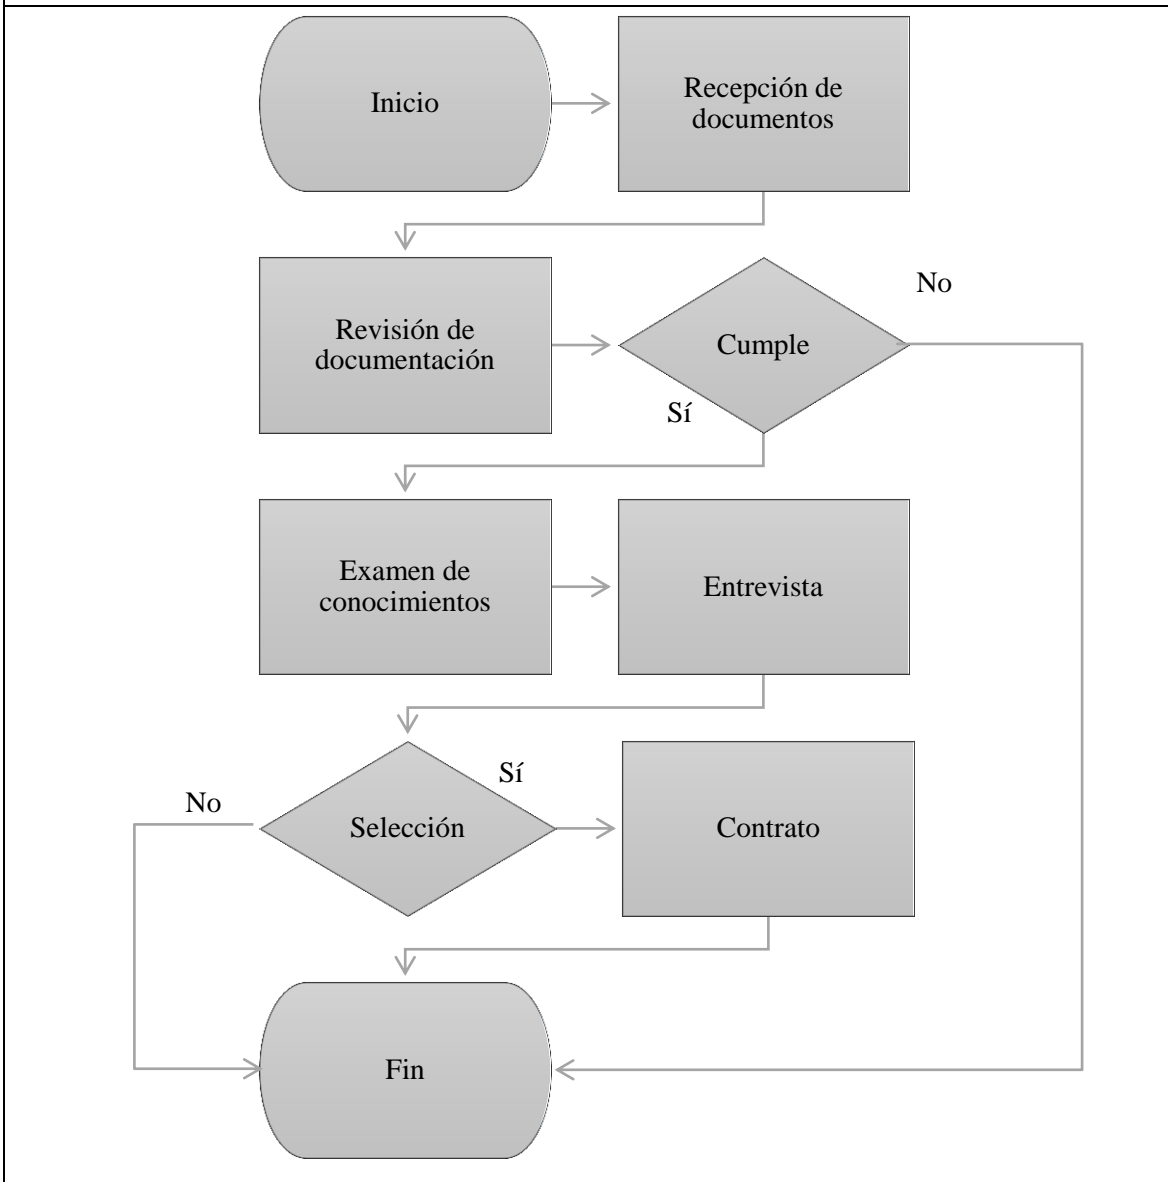 Inicio
Recepción de
documentos
Revisión de
documentación
Cumple
No
Sí
Examen de
conocimientos
Entrevista
Selección
Sí
No
Contrato
Fin